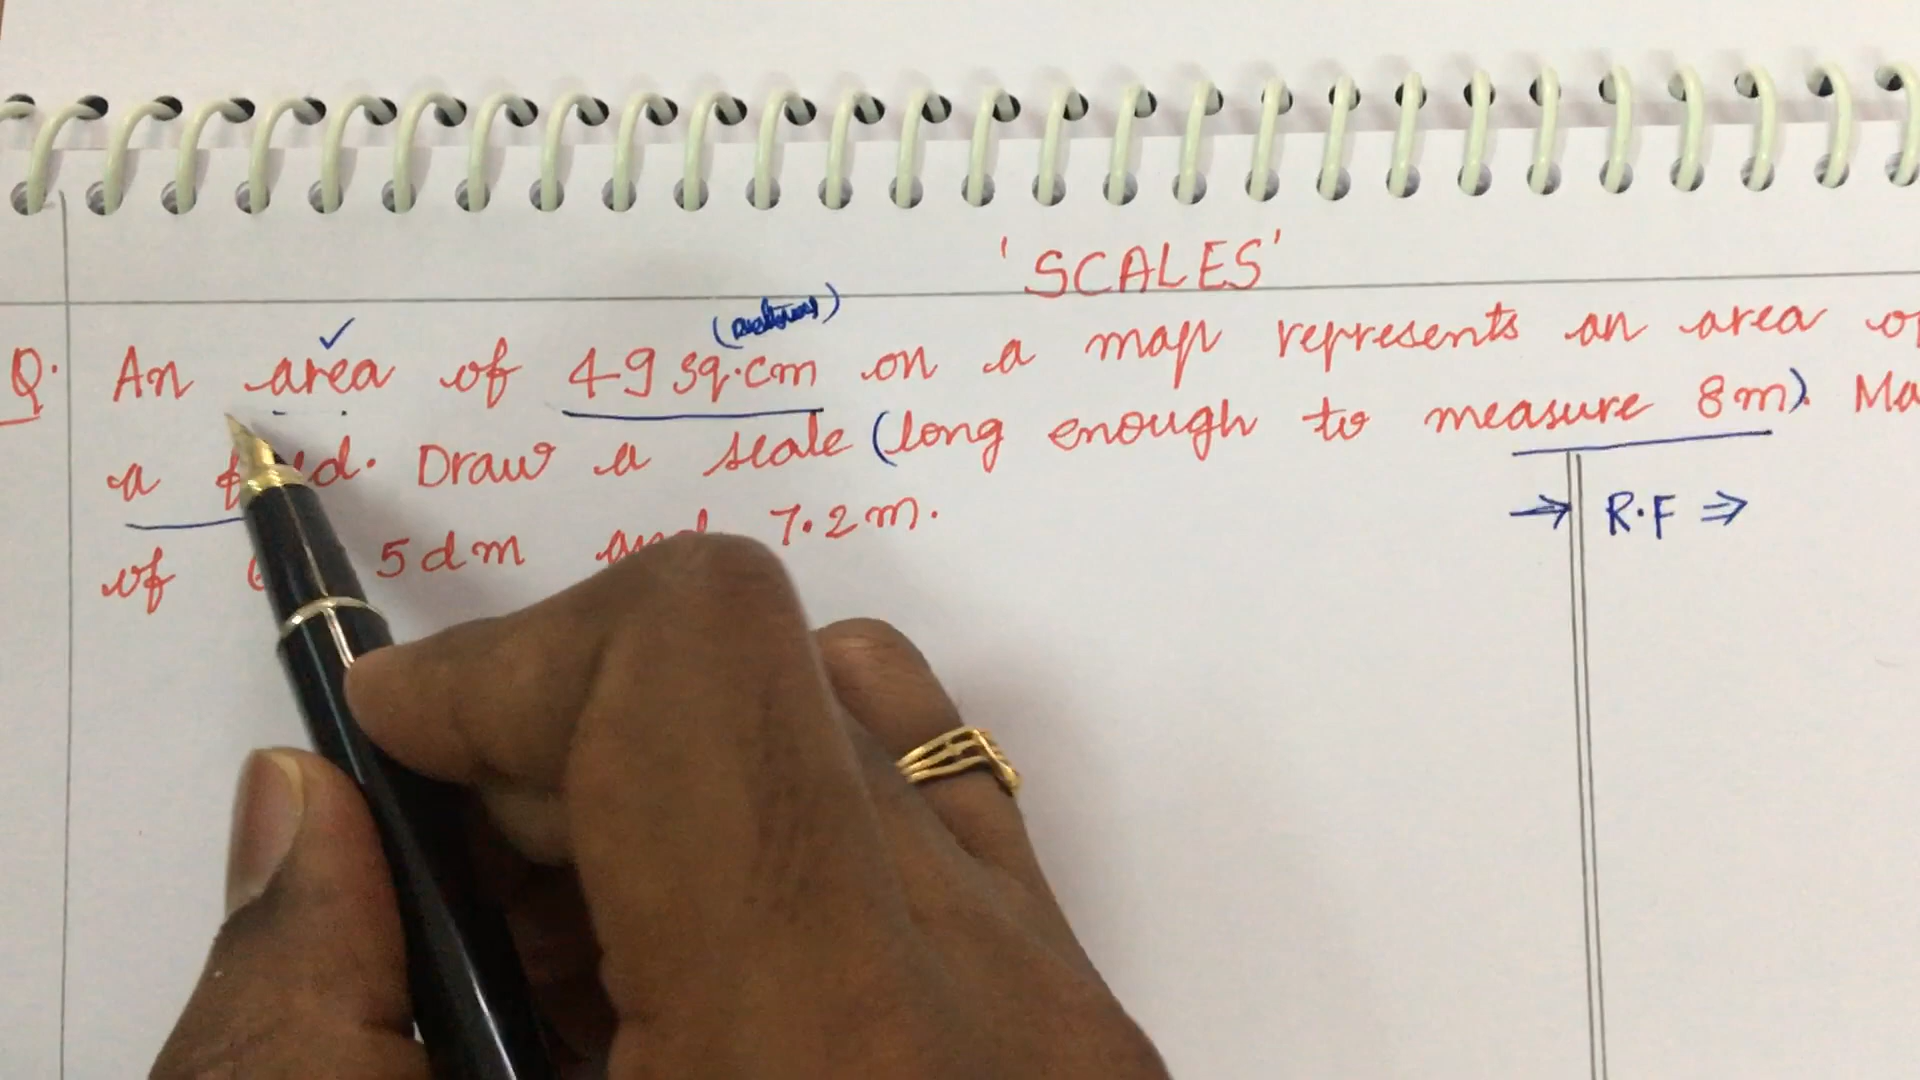 'SCALES'
Q. An area of 49 sq.cm on a map represents an area of
a field. Draw a scale (long enough to measure 8m). Ma
of 5dm and 7.2m.
→ R.F ⇒